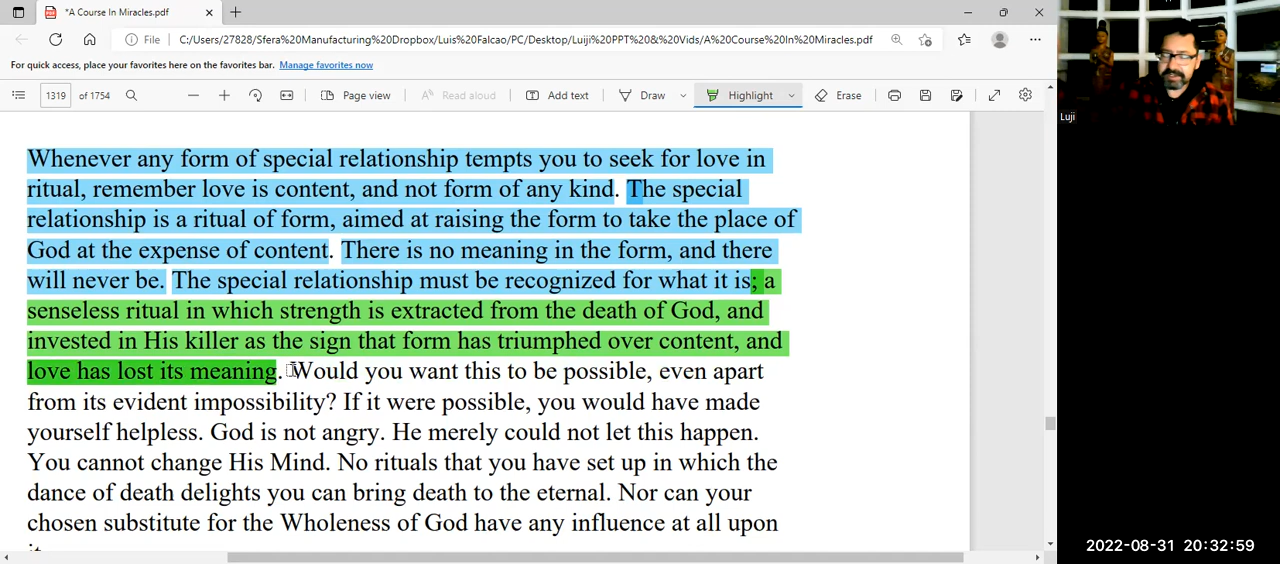 *A Course In Miracles.pdf
File C:/Users/27828/Sfera%20Manufacturing%20Dropbox/Luis%20Falcao/PC/Desktop/Luiji%20PPT%20&%20Vids/A%20Course%20In%20Miracles.pdf
For quick access, place your favorites here on the favorites bar. Manage favorites now
1319 of 1754 Page view Read aloud Add text Draw Highlight Erase
Whenever any form of special relationship tempts you to seek for love in
ritual, remember love is content, and not form of any kind. The special
relationship is a ritual of form, aimed at raising the form to take the place of
God at the expense of content. There is no meaning in the form, and there
will never be. The special relationship must be recognized for what it is; a
senseless ritual in which strength is extracted from the death of God, and
invested in His killer as the sign that form has triumphed over content, and
love has lost its meaning. Would you want this to be possible, even apart
from its evident impossibility? If it were possible, you would have made
yourself helpless. God is not angry. He merely could not let this happen.
You cannot change His Mind. No rituals that you have set up in which the
dance of death delights you can bring death to the eternal. Nor can your
chosen substitute for the Wholeness of God have any influence at all upon
it
Luji
2022-08-31 20:32:59